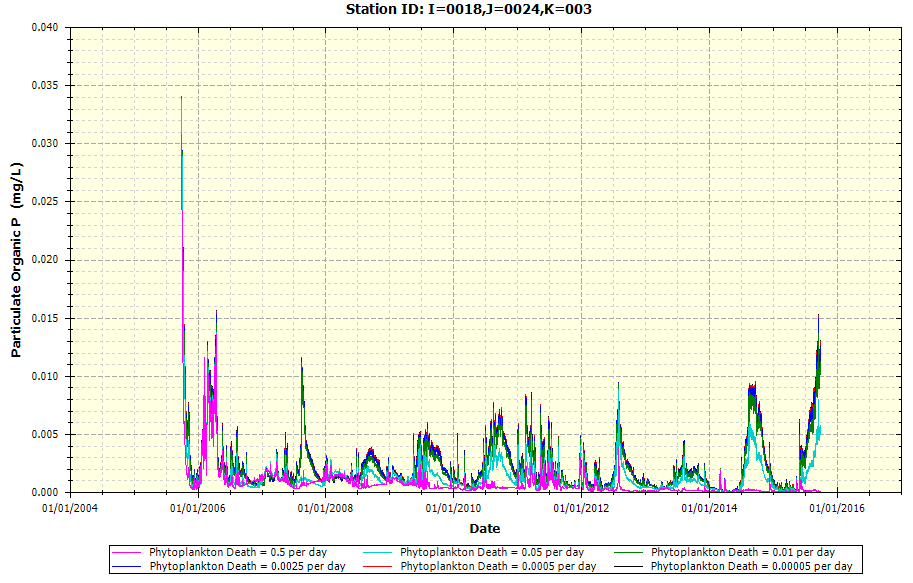 Station ID: I=0018,J=0024,K=003
Particulate Organic P (mg/L)
0.040
0.035
0.030
0.025
0.020
0.015
0.010
0.005
0.000
01/01/2004 01/01/2006 01/01/2008 01/01/2010 01/01/2012 01/01/2014 01/01/2016
Date
Phytoplankton Death = 0.5 per day Phytoplankton Death = 0.05 per day Phytoplankton Death = 0.01 per day
Phytoplankton Death = 0.0025 per day Phytoplankton Death = 0.0005 per day Phytoplankton Death = 0.00005 per day